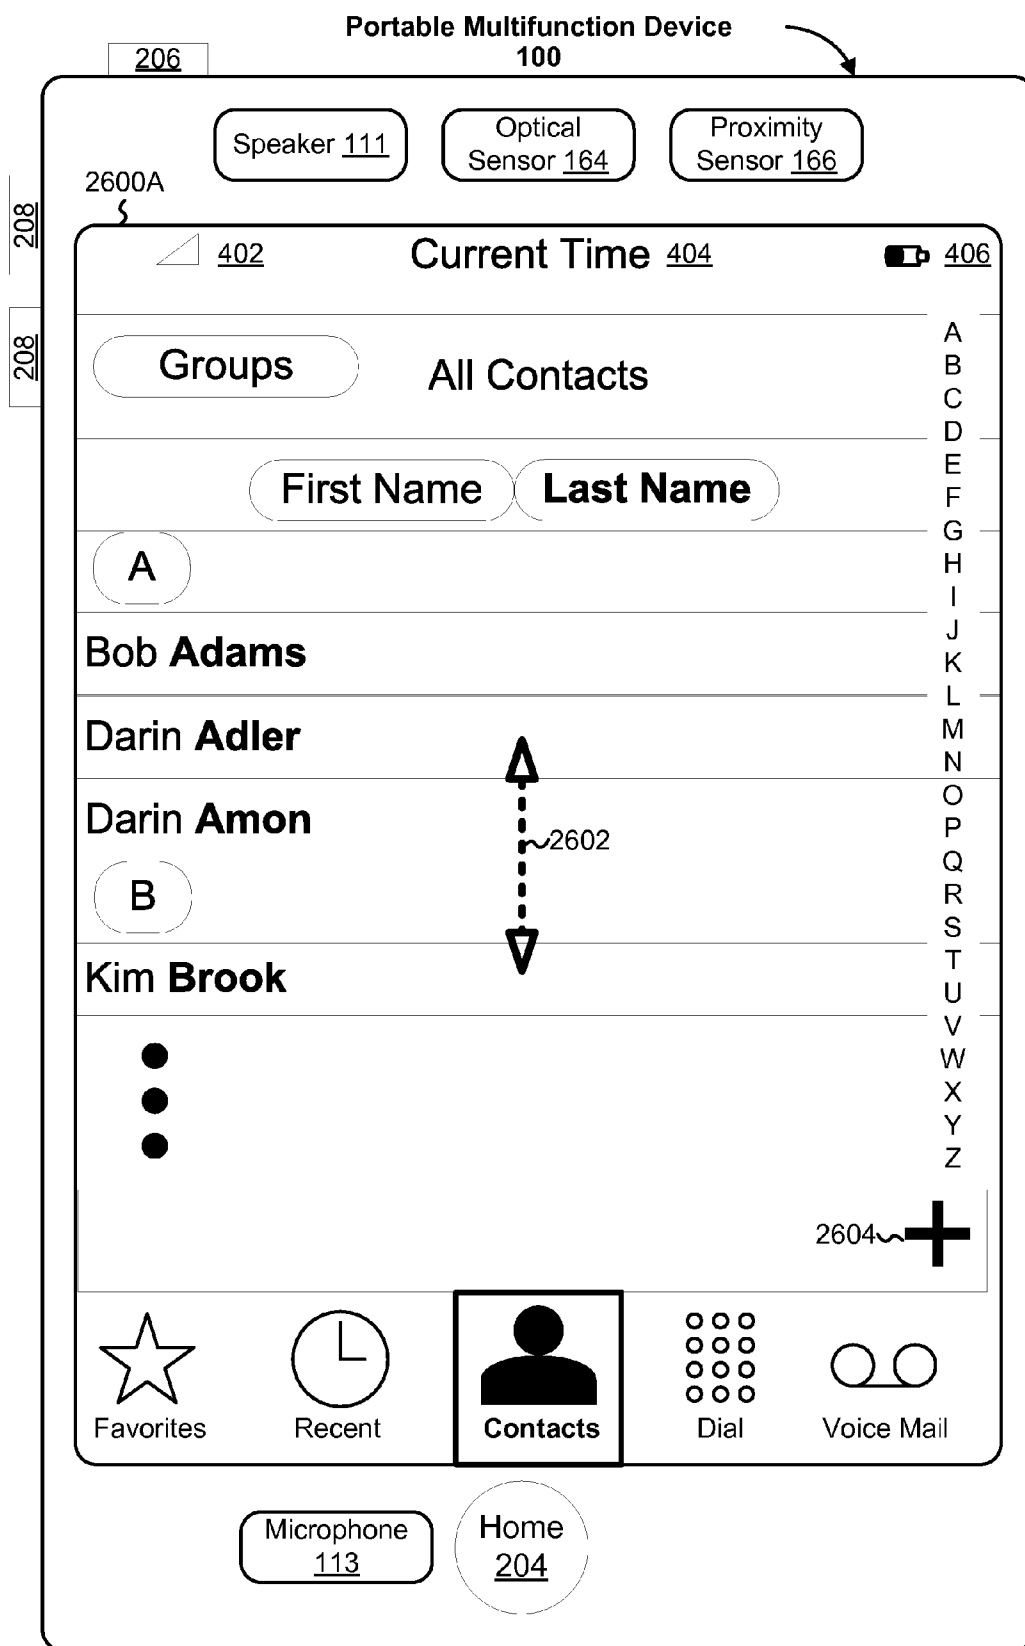 Portable Multifunction Device
100
206
Speaker 111
Optical
Sensor 164
Proximity
Sensor 166
2600A
208
208
402
Current Time 404
406
Groups
All Contacts
First Name
Last Name
A
Bob Adams
Darin Adler
Darin Amon
2602
B
Kim Brook
A
B
C
D
E
F
G
H
I
J
K
L
M
N
O
P
Q
R
S
T
U
V
W
X
Y
Z
2604
Favorites
Recent
Contacts
Dial
Voice Mail
Microphone
113
Home
204